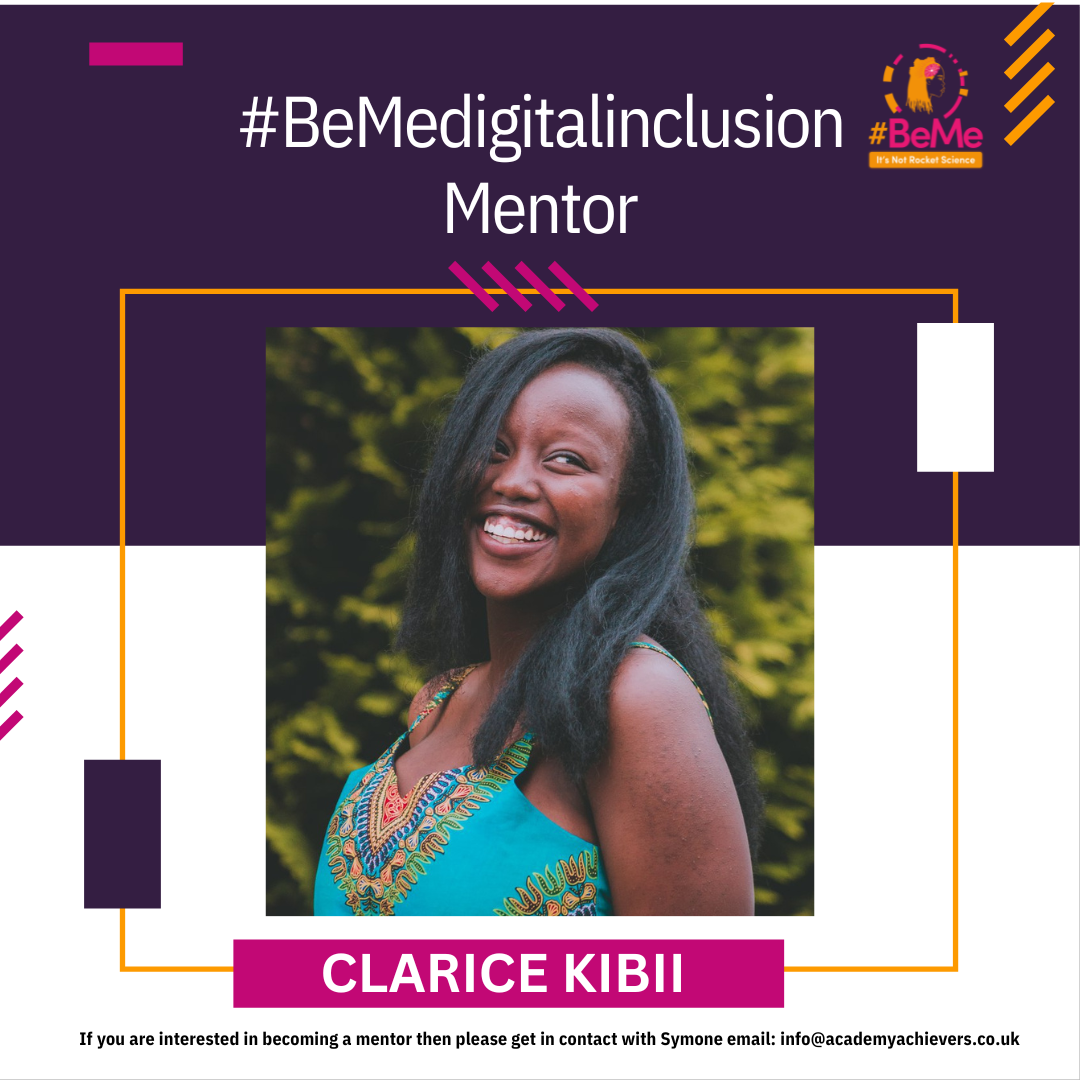 #BeMedigitalinclusion
Mentor
#BeMe
It's Not Rocket Science
CLARICE KIBII
If you are interested in becoming a mentor then please get in contact with Symone email: info@academyachievers.co.uk